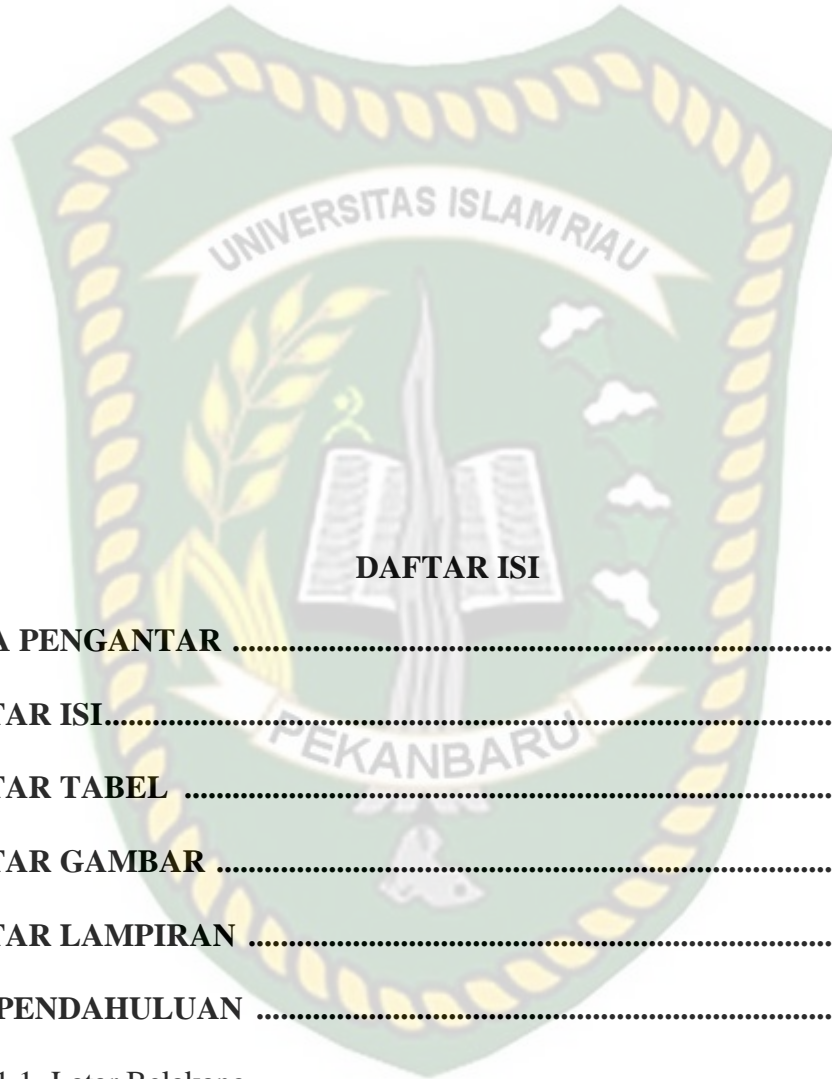 UNIVERSITAS ISLAM RIAU
DAFTAR ISI
A PENGANTAR ..........................................................................
TAR ISI..........................................................................................
TAR TABEL ................................................................................
TAR GAMBAR ............................................................................
PEKANBARU
TAR LAMPIRAN ........................................................................
PENDAHULUAN .......................................................................